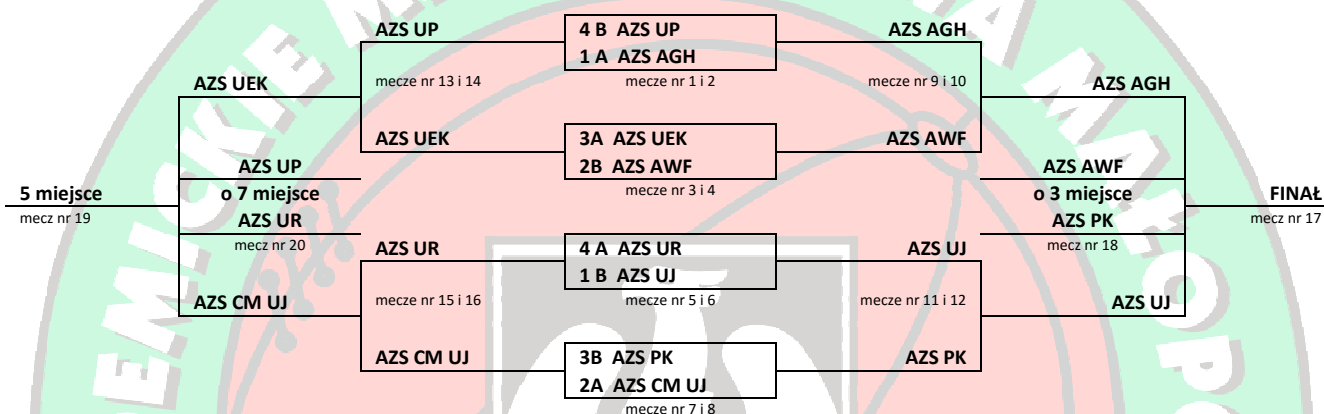 AZS UP
4 B AZS UP
AZS AGH
1 A AZS AGH
AZS UEK
mecze nr 13 i 14
mecze nr 1 i 2
mecze nr 9 i 10
AZS AGH
AZS UEK
3A AZS UEK
AZS AWF
AZS UP
2B AZS AWF
AZS AWF
5 miejsce
o 7 miejsce
mecze nr 3 i 4
o 3 miejsce
FINAŁ
mecz nr 19
AZS UR
AZS PK
mecz nr 17
mecz nr 20
AZS UR
4 A AZS UR
AZS UJ
mecz nr 18
1 B AZS UJ
AZS CM UJ
mecze nr 15 i 16
mecze nr 5 i 6
mecze nr 11 i 12
AZS UJ
AZS CM UJ
3B AZS PK
AZS PK
2A AZS CM UJ
mecze nr 7 i 8